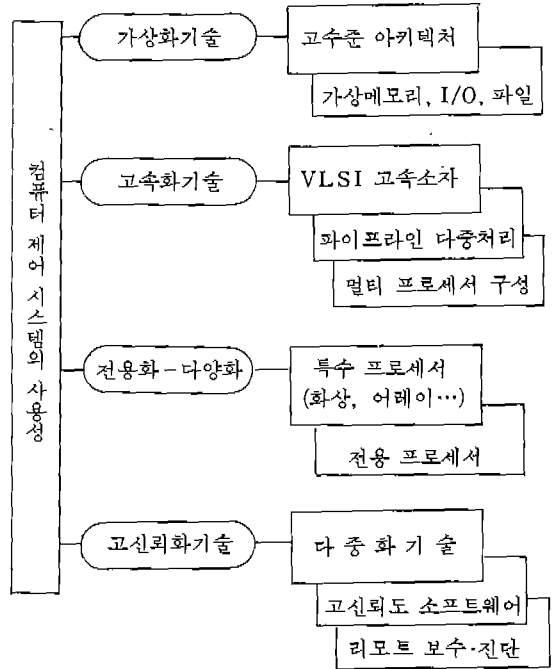 컴퓨터 제어 시스템의 사용성
가상화기술
고수준 아키텍처
가상메모리, I/O, 파일
고속화기술
VLSI 고속소자
파이프라인 다중처리
멀티 프로세서 구성
전용화-다양화
특수 프로세서
(화상, 어레이…)
전용 프로세서
고신뢰화기술
다중화기술
고신뢰도 소프트웨어
리모트 보수·진단